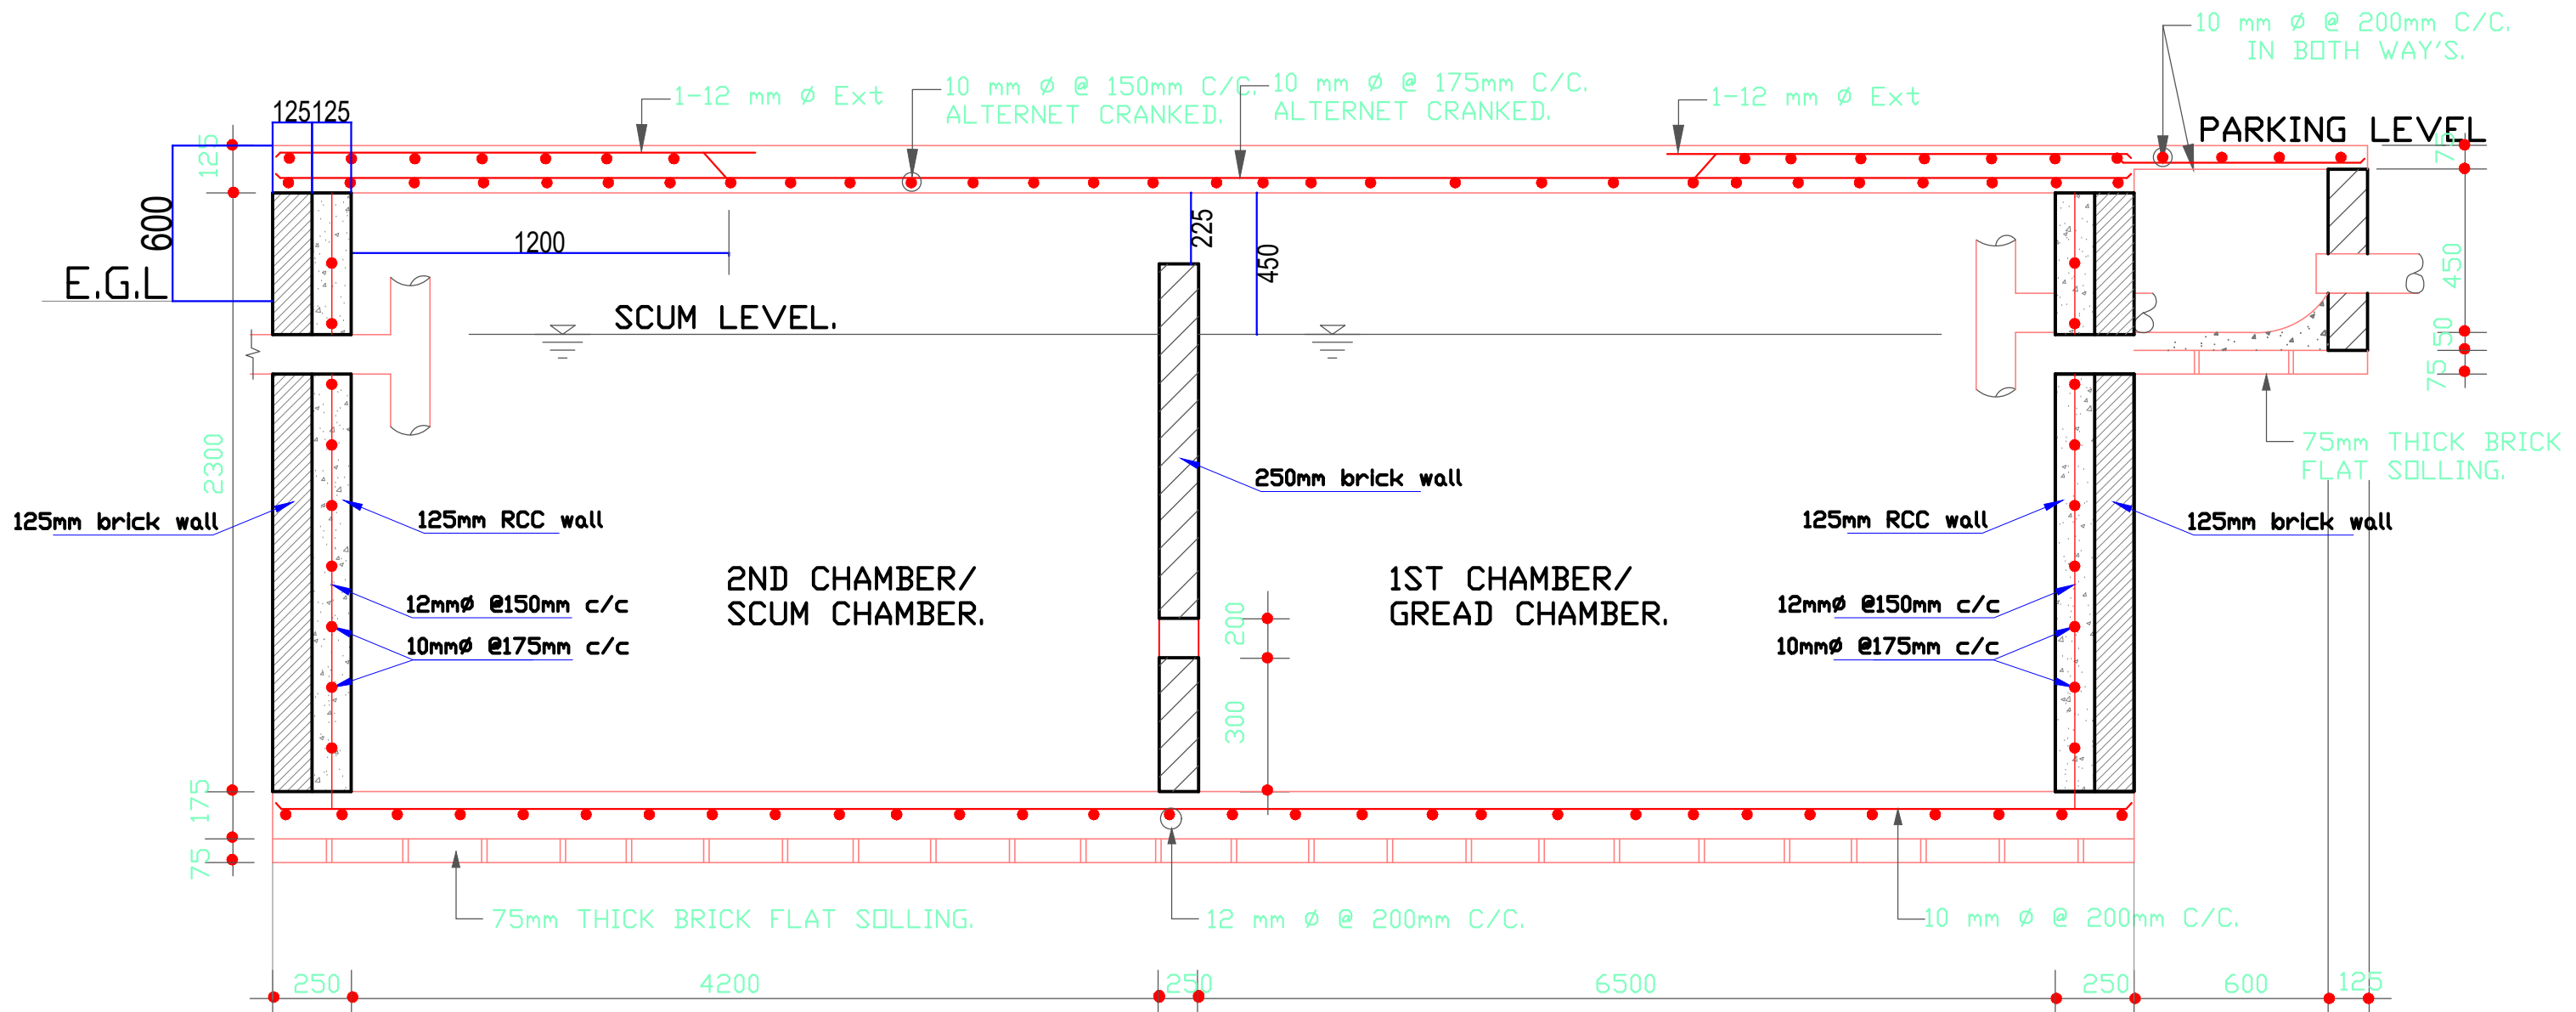 10 mm Ø @ 200mm C/C.
IN BOTH WAY'S.
1-12 mm Ø Ext
10 mm Ø @ 150mm C/C.
ALTERNET CRANKED.
10 mm Ø @ 175mm C/C.
ALTERNET CRANKED.
1-12 mm Ø Ext
125
125
PARKING LEVEL
125
75
600
1200
225
450
450
E.G.L
SCUM LEVEL.
50
75
2300
75mm THICK BRICK
FLAT SOLLING.
250mm brick wall
125mm brick wall
125mm RCC wall
125mm RCC wall
125mm brick wall
2ND CHAMBER/
SCUM CHAMBER.
1ST CHAMBER/
GREAD CHAMBER.
12mmØ @150mm c/c
10mmØ @175mm c/c
200
12mmØ @150mm c/c
10mmØ @175mm c/c
300
175
75
75mm THICK BRICK FLAT SOLLING.
12 mm Ø @ 200mm C/C.
10 mm Ø @ 200mm C/C.
250
4200
250
6500
250
600
125